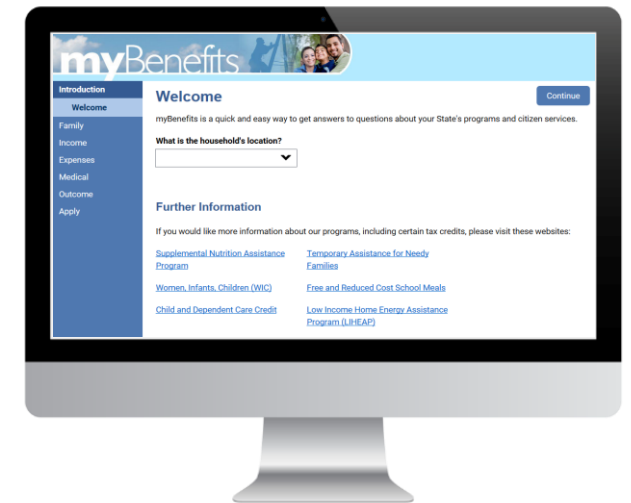 myBenefits
Introduction
Welcome
Family
Income
Expenses
Medical
Outcome
Apply
Welcome
Continue
myBenefits is a quick and easy way to get answers to questions about your State's programs and citizen services.
What is the household's location?
Further Information
If you would like more information about our programs, including certain tax credits, please visit these websites:
Supplemental Nutrition Assistance
Program
Temporary Assistance for Needy
Families
Women, Infants, Children (WIC)
Free and Reduced Cost School Meals
Child and Dependent Care Credit
Low Income Home Energy Assistance
Program (LIHEAP)